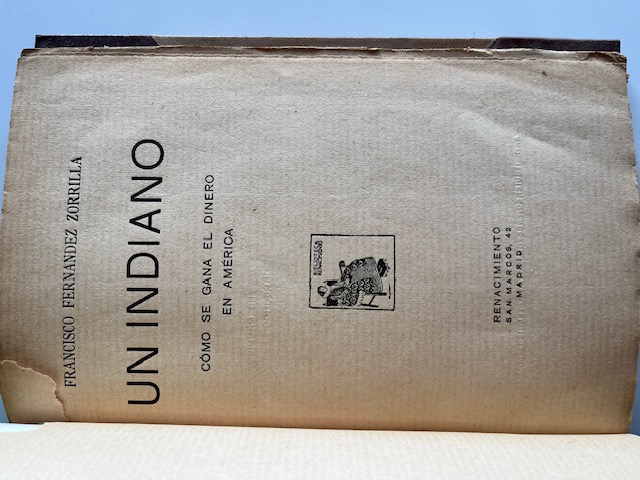 FRANCISCO FERNANDEZ ZORRILLA
UN INDIANO
CÓMO SE GANA EL DINERO
EN AMÉRICA
RENACIMIENTO
SAN MARCOS, 42
MADRID